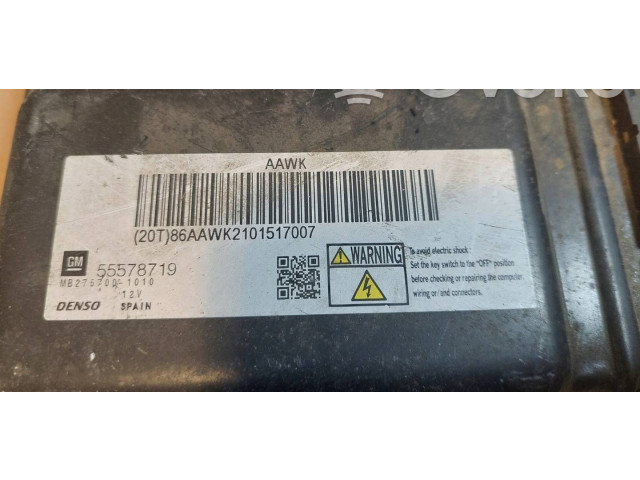 AAWK
(20T)86AAWK2101517007
GM
55578719
MB275700-1010
12V
DENSO SPAIN
WARNING
To avoid electric shock:
Set the key switch to the "OFF" position
before checking or repairing the computer
wiring or/and connectors.